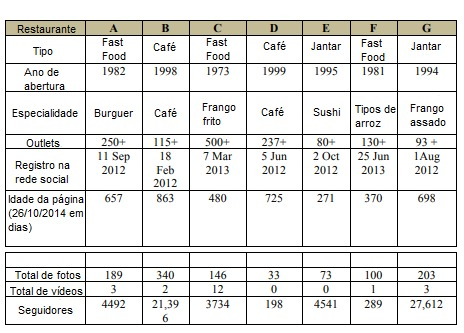 Restaurante A B C D E F G
Tipo Fast Food Café Fast Food Café Jantar Fast Food Jantar
Ano de abertura 1982 1998 1973 1999 1995 1981 1994
Especialidade Burguer Café Frango frito Café Sushi Tipos de arroz Frango assado
Outlets 250+ 115+ 500+ 237+ 80+ 130+ 93 +
Registro na rede social 11 Sep 2012 18 Feb 2012 7 Mar 2013 5 Jun 2012 2 Oct 2012 25 Jun 2013 1Aug 2012
Idade da página (26/10/2014 em dias) 657 863 480 725 271 370 698
Total de fotos 189 340 146 33 73 100 203
Total de vídeos 3 2 12 0 0 1 3
Seguidores 4492 21,396 3734 198 4541 289 27,612